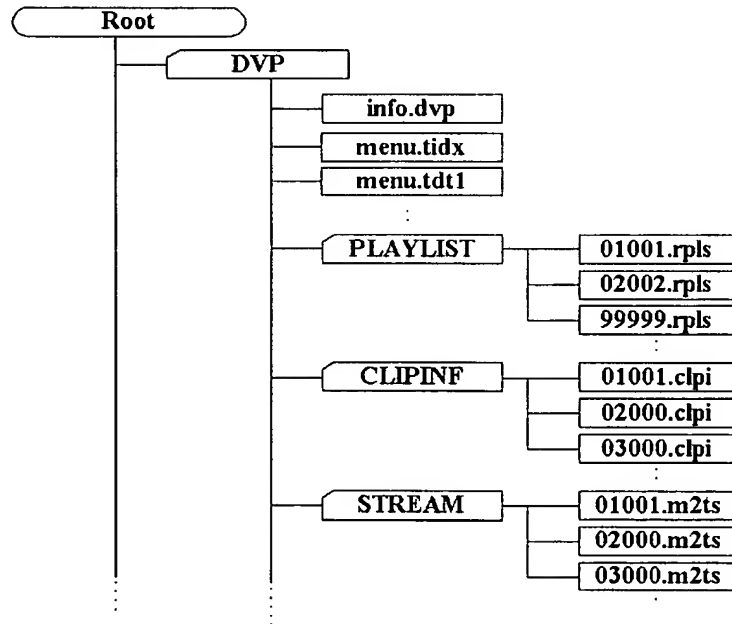 Root
DVP
info.dvp
menu.tidx
menu.tdt1
PLAYLIST
01001.rpls
02002.rpls
99999.rpls
CLIPINF
01001.clpi
02000.clpi
03000.clpi
STREAM
01001.m2ts
02000.m2ts
03000.m2ts